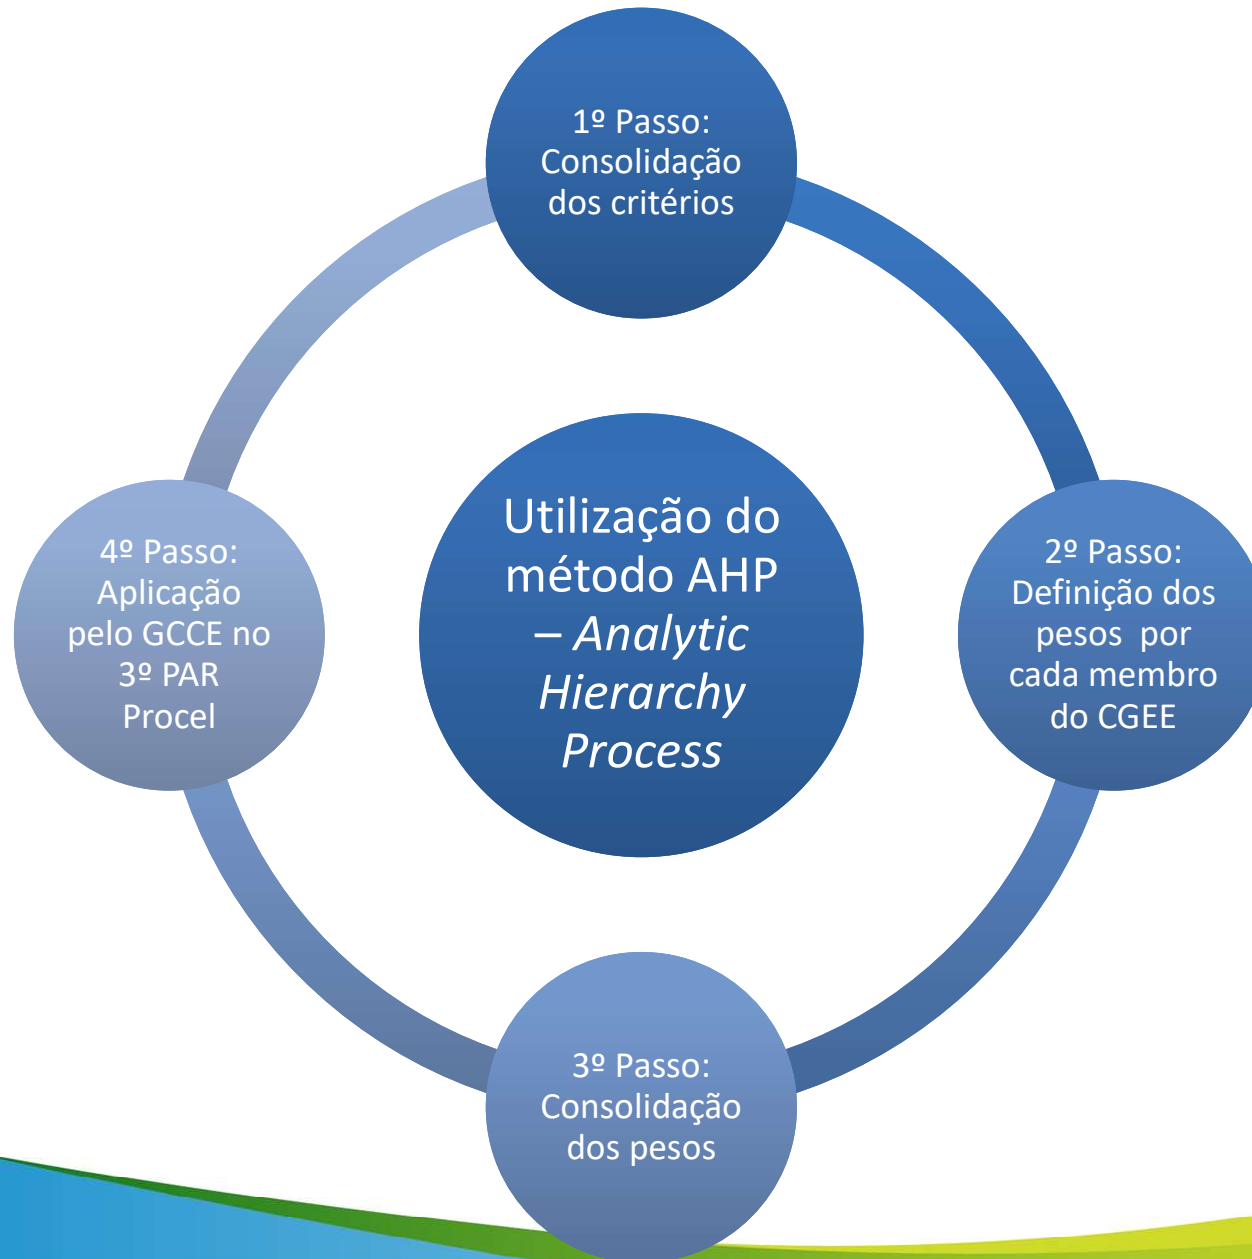 1º Passo:
Consolidação
dos critérios
Utilização do
método AHP
– Analytic
Hierarchy
Process
2º Passo:
Definição dos
pesos  por
cada membro
do CGEE
3º Passo:
Consolidação
dos pesos
4º Passo:
Aplicação
pelo GCCE no
3º PAR
Procel